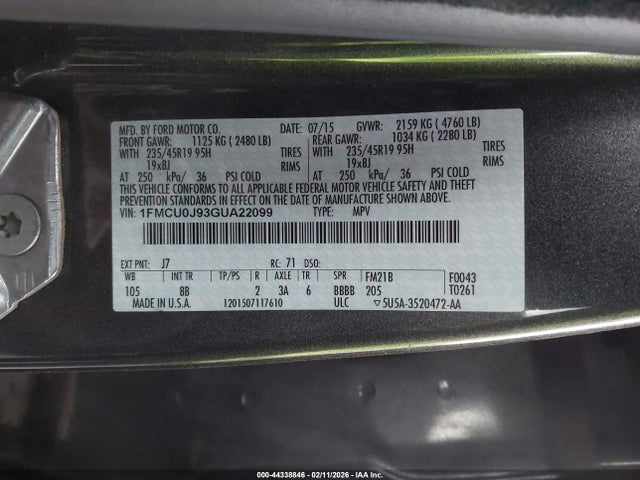 MFD. BY FORD MOTOR CO. DATE: 07/15 GVWR: 2159 KG ( 4760 LB)
FRONT GAWR: 1125 KG ( 2480 LB) REAR GAWR: 1034 KG ( 2280 LB)
WITH 235/45R19 95H TIRES WITH 235/45R19 95H TIRES
19x8J RIMS 19x8J RIMS
AT 250 kPa/ 36 PSI COLD AT 250 kPa/ 36 PSI COLD
THIS VEHICLE CONFORMS TO ALL APPLICABLE FEDERAL MOTOR VEHICLE SAFETY AND THEFT
PREVENTION STANDARDS IN EFFECT ON THE DATE OF MANUFACTURE SHOWN ABOVE.
VIN: 1FMCU0J93GUA22099 TYPE: MPV
EXT PNT: J7 RC: 71 DSO:
WB INT TR TP/PS R AXLE TR SPR FM21B F0043
105 8B 2 3A 6 BBBB 205 T0261
MADE IN U.S.A. 1201507117610 ULC ▽5U5A-3520472-AA
000-44338846 - 02/11/2026 - IAA Inc.